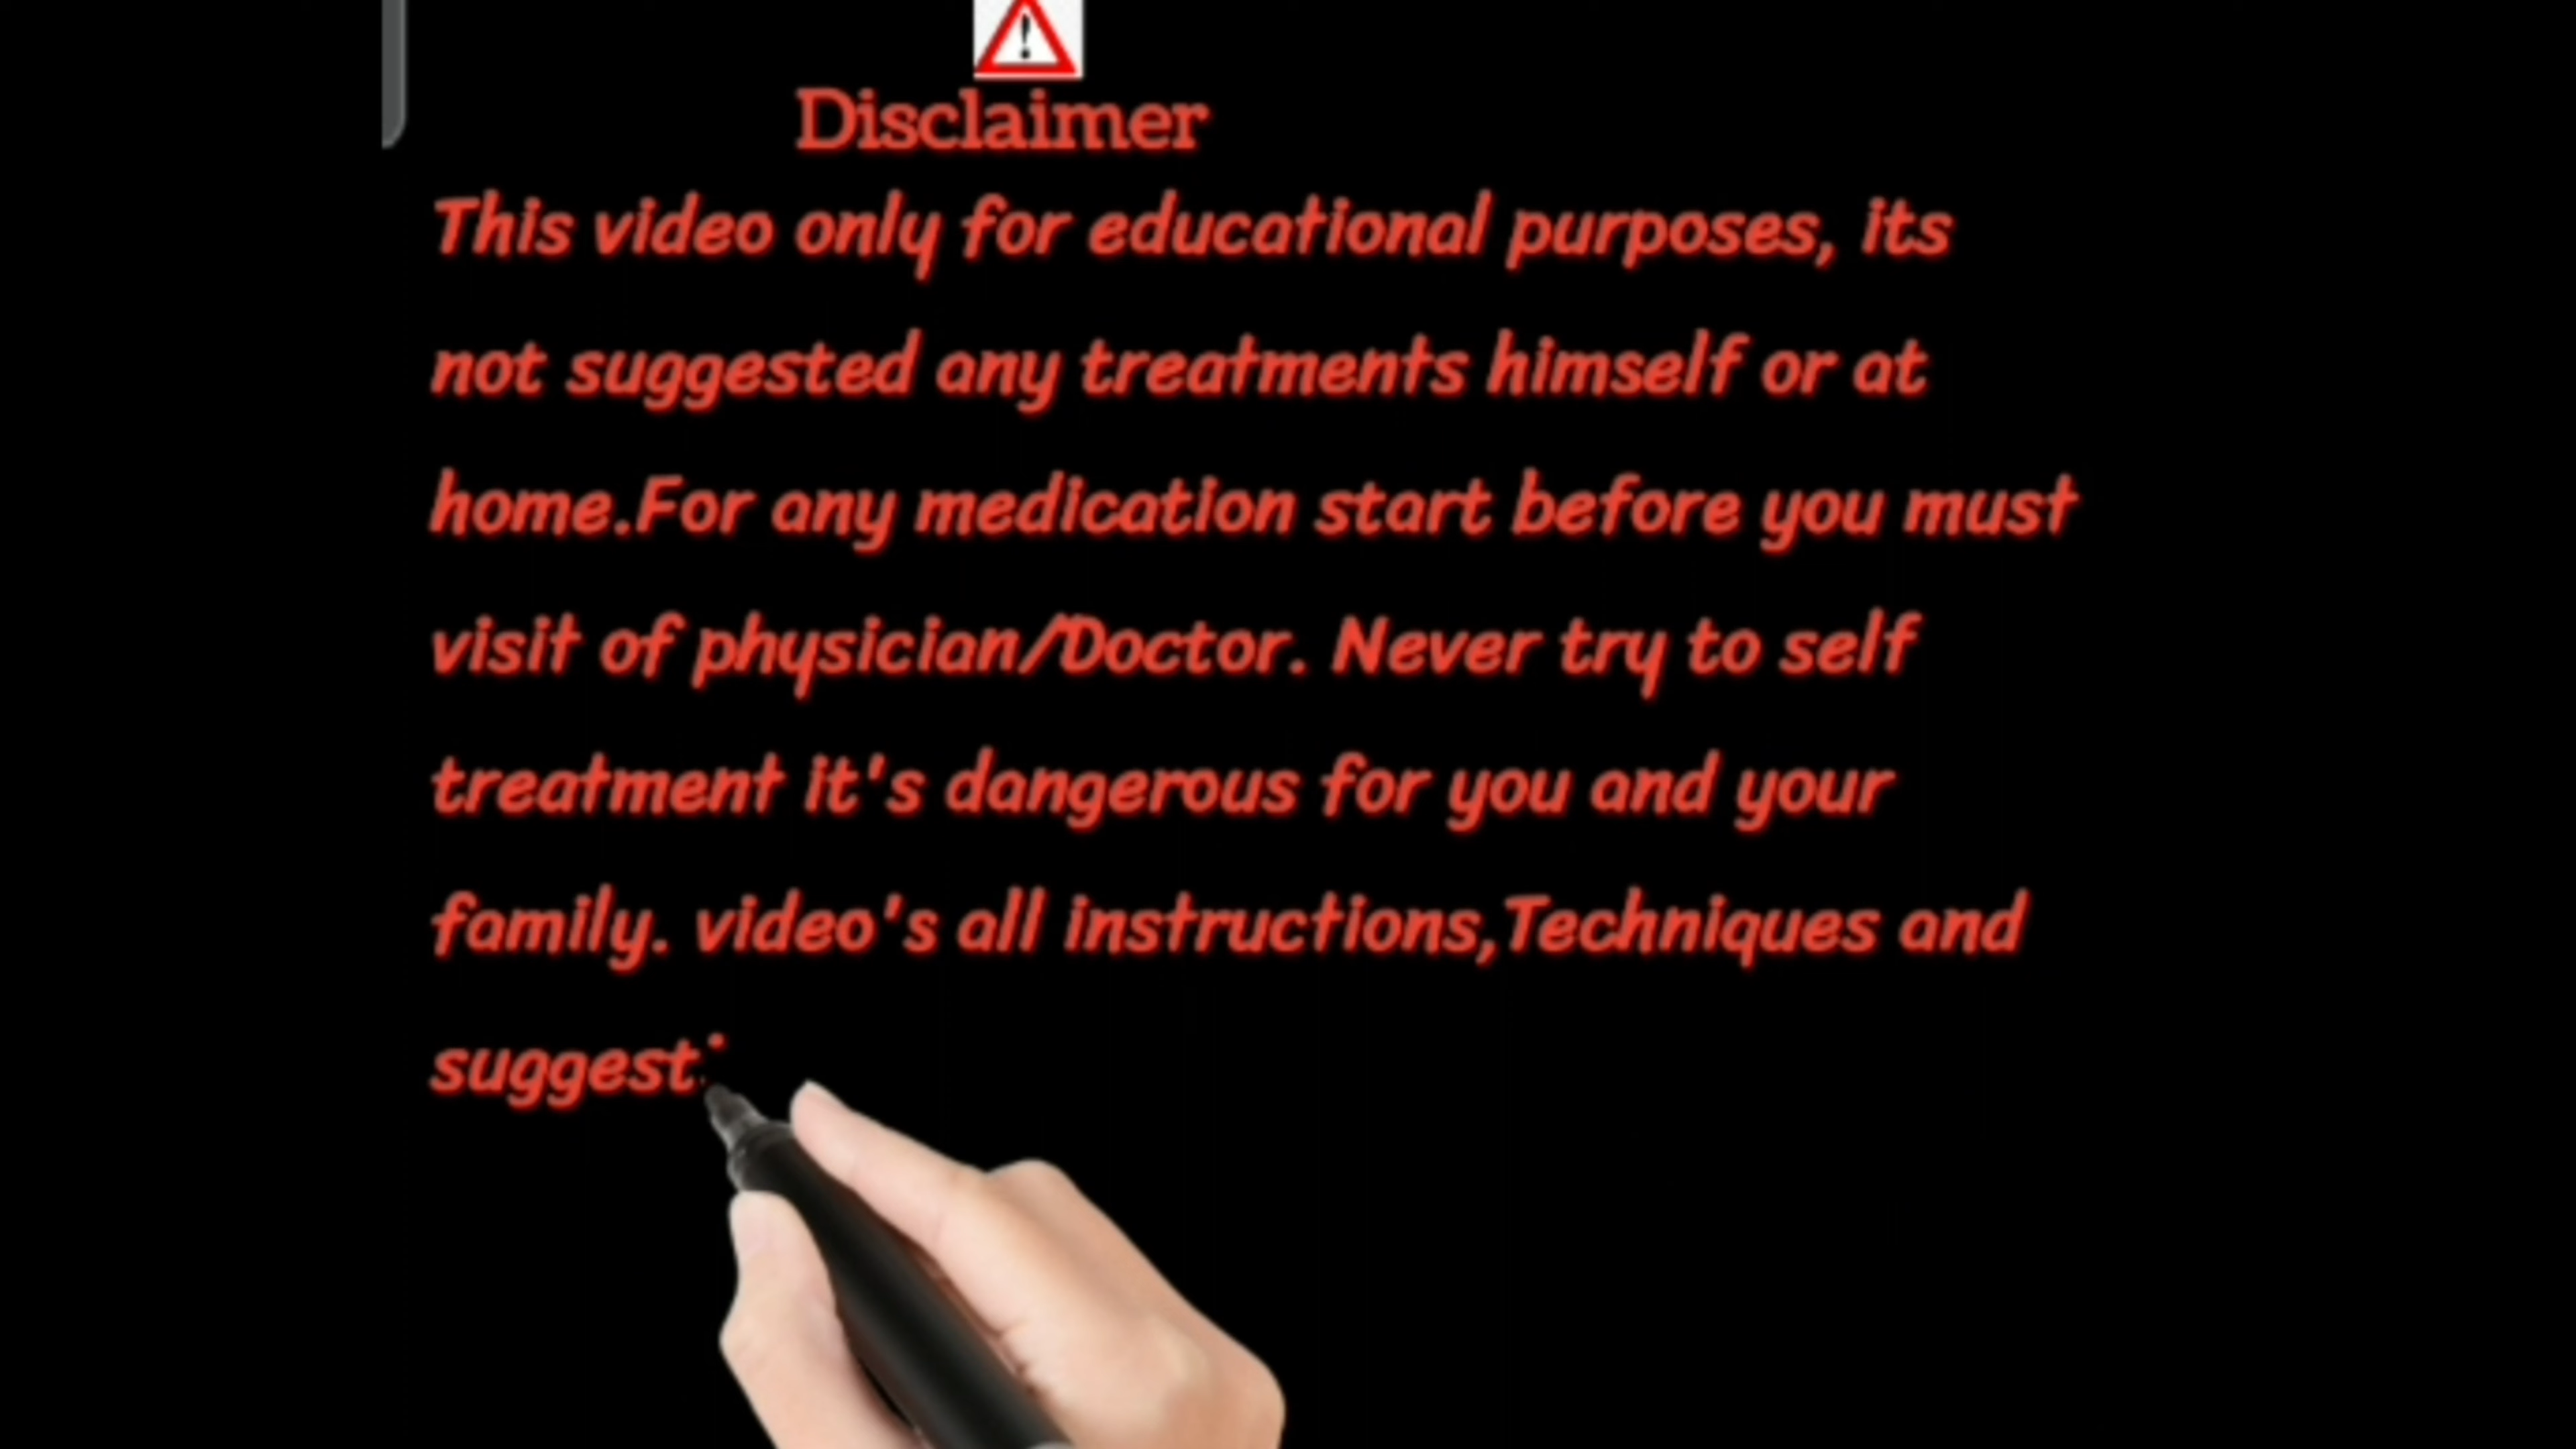 Disclaimer
This video only for educational purposes, its
not suggested any treatments himself or at
home.For any medication start before you must
visit of physician/Doctor. Never try to self
treatment it's dangerous for you and your
family. video's all instructions,Techniques and